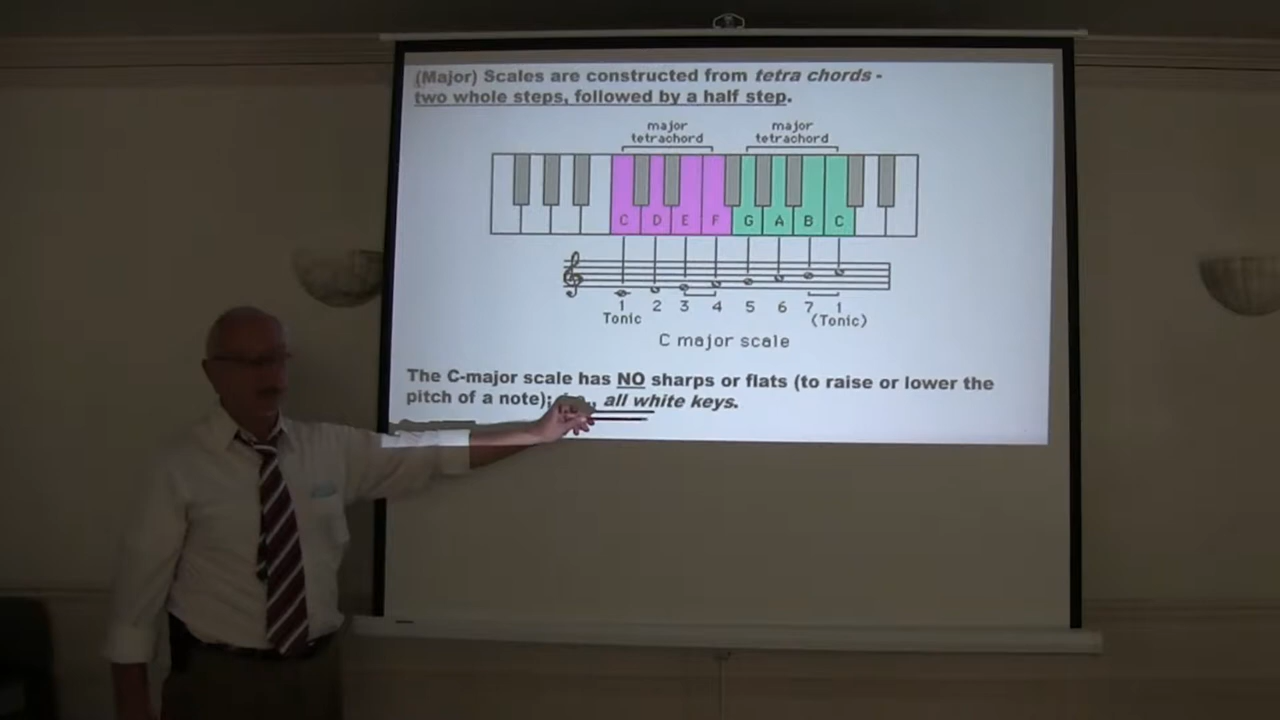 (Major) Scales are constructed from tetra chords -
two whole steps, followed by a half step.
major tetrachord
major tetrachord
C D E F G A B C
1 2 3 4 5 6 7 1
Tonic (Tonic)
C major scale
The C-major scale has NO sharps or flats (to raise or lower the
pitch of a note); all white keys.